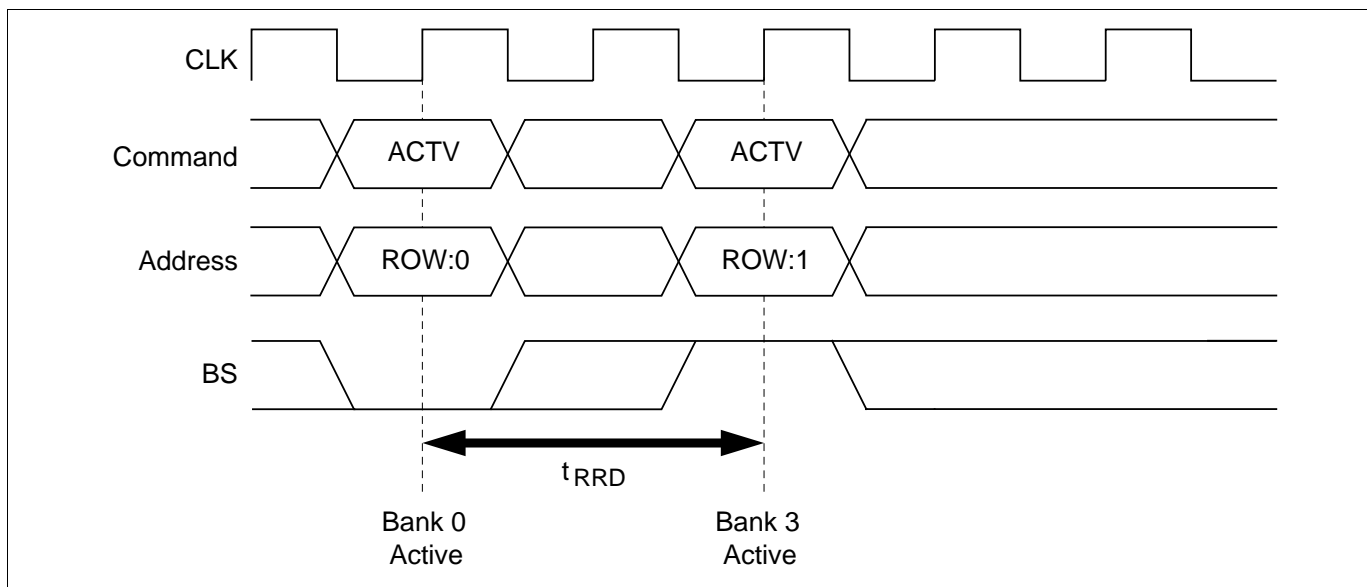 CLK
Command
ACTV
ACTV
Address
ROW:0
ROW:1
BS
tRRD
Bank 0
Active
Bank 3
Active